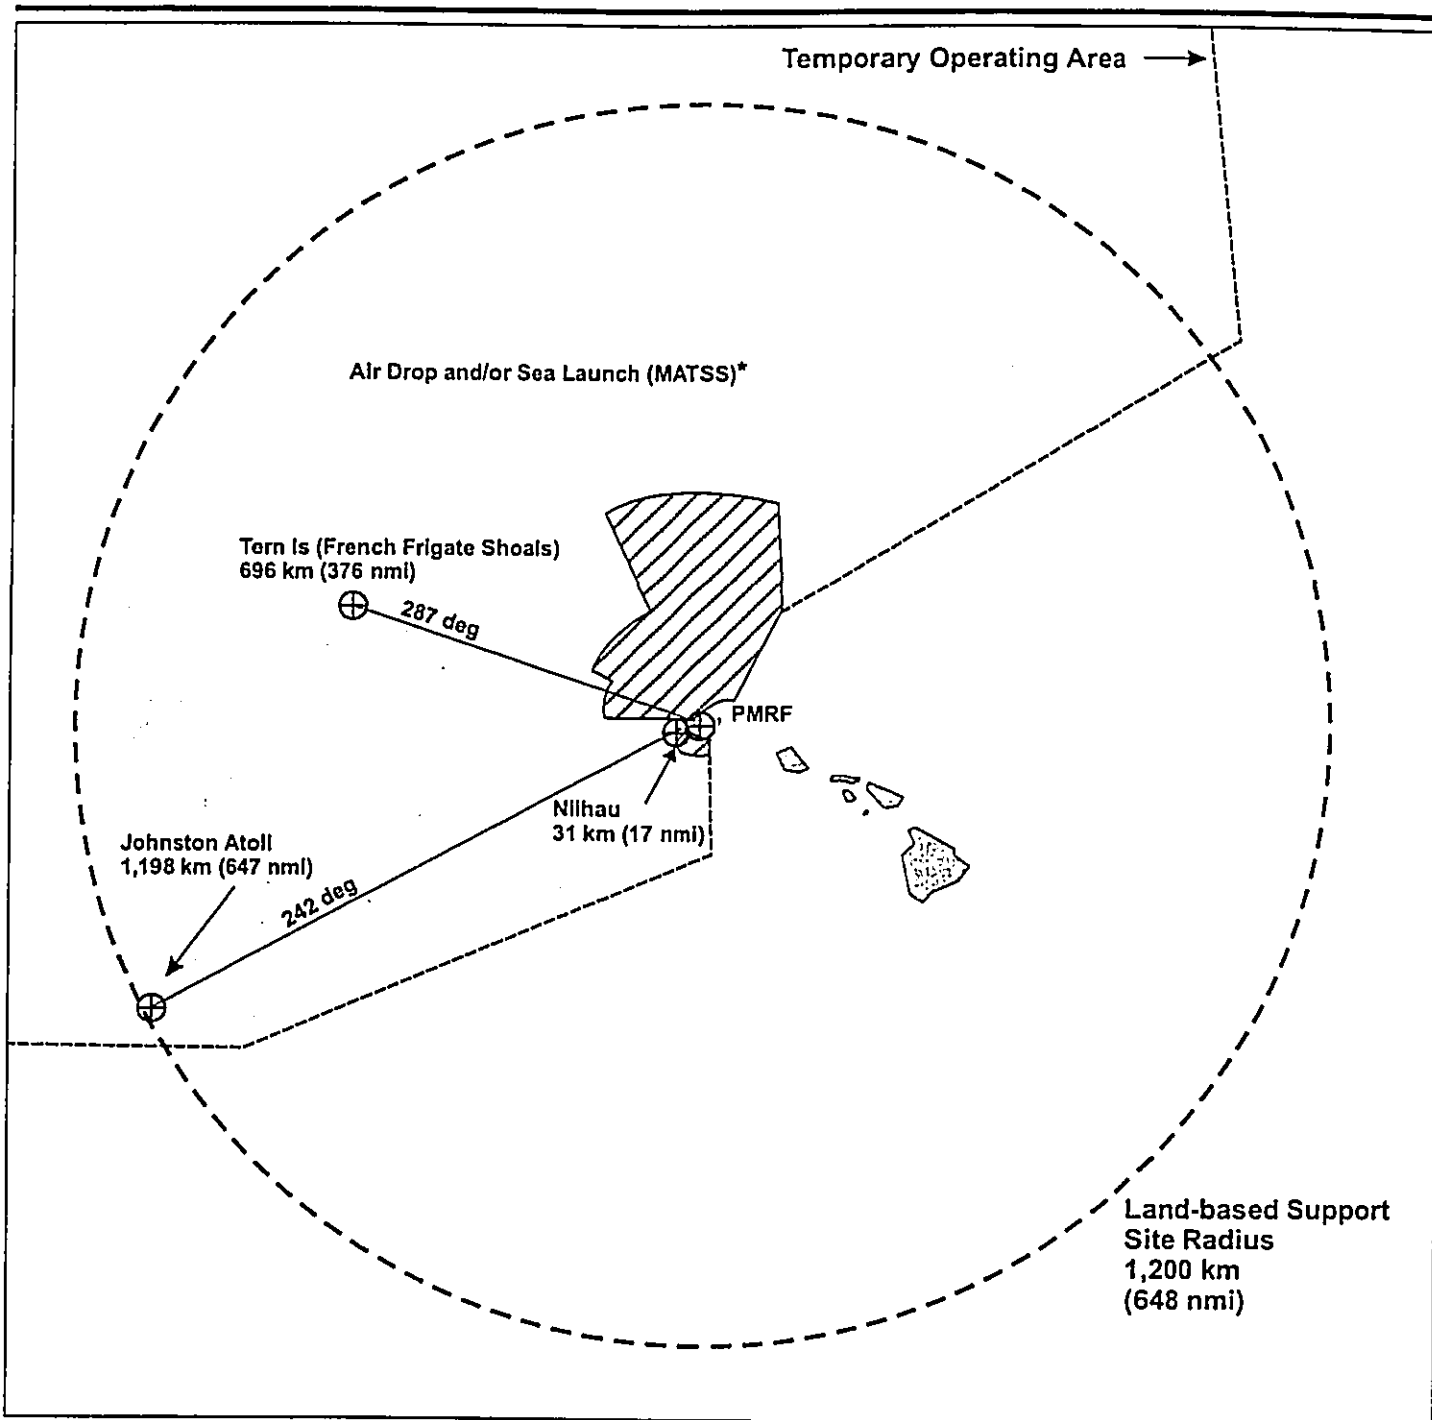 Temporary Operating Area
Air Drop and/or Sea Launch (MATSS)*
Tern Is (French Frigate Shoals)
696 km (376 nmi)
287 deg
PMRF
Niihau
31 km (17 nmi)
Johnston Atoll
1,198 km (647 nmi)
242 deg
Land-based Support
Site Radius
1,200 km
(648 nmi)